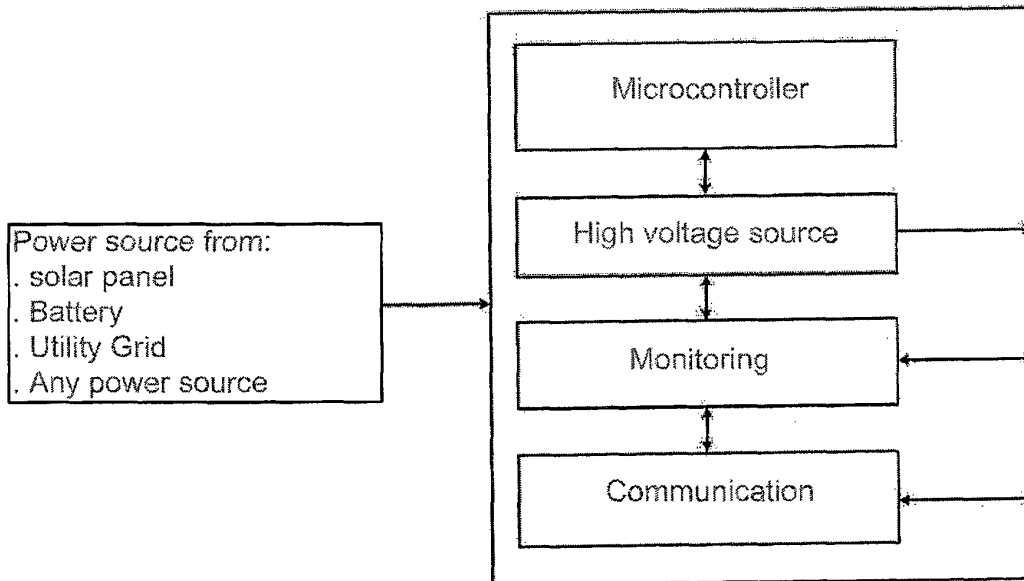 Microcontroller
High voltage source
Power source from:
. solar panel
. Battery
. Utility Grid
. Any power source
Monitoring
Communication